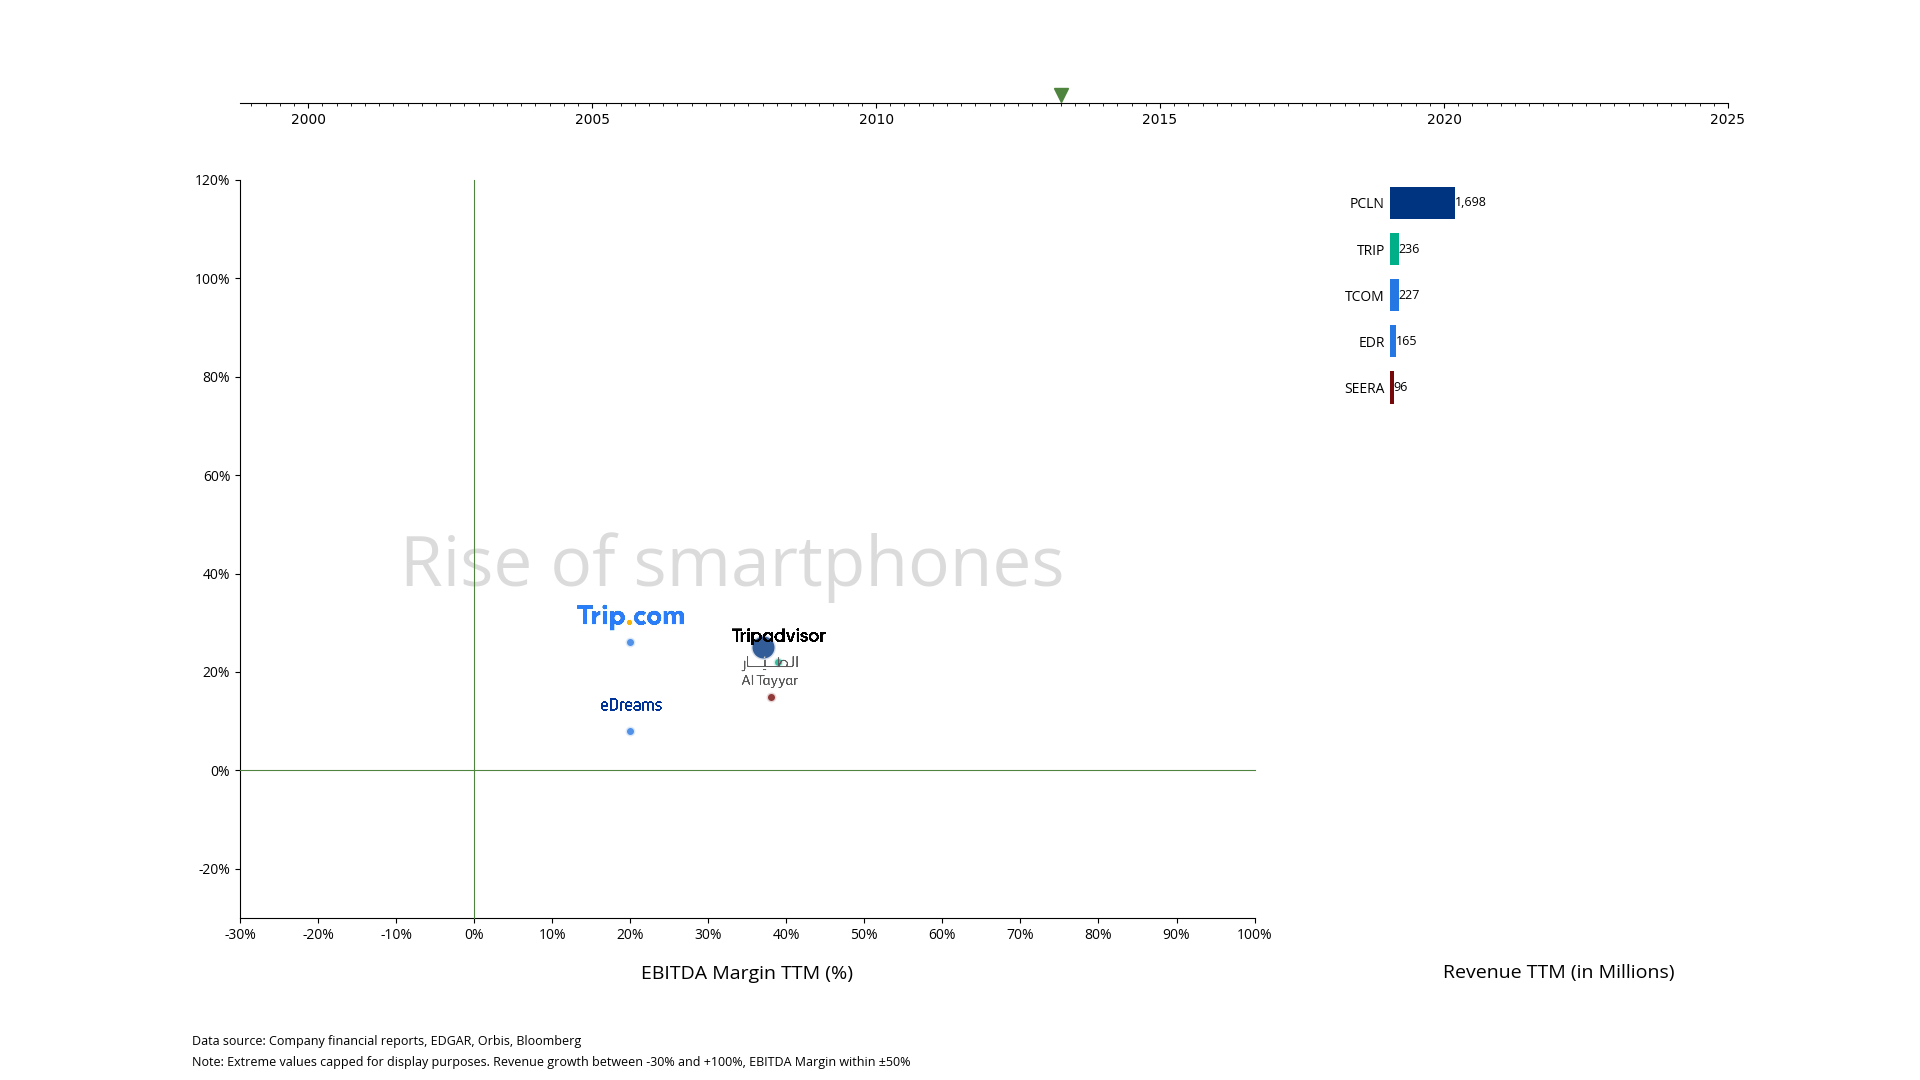 2000 2005 2010 2015 2020 2025
120%
100%
80%
60%
40%
20%
0%
-20%
-30% -20% -10% 0% 10% 20% 30% 40% 50% 60% 70% 80% 90% 100%
EBITDA Margin TTM (%)
Rise of smartphones
Trip.com
Tripadvisor
الطيار
Al Tayyar
eDreams
PCLN 1,698
TRIP 236
TCOM 227
EDR 165
SEERA 96
Revenue TTM (in Millions)
Data source: Company financial reports, EDGAR, Orbis, Bloomberg
Note: Extreme values capped for display purposes. Revenue growth between -30% and +100%, EBITDA Margin within ±50%